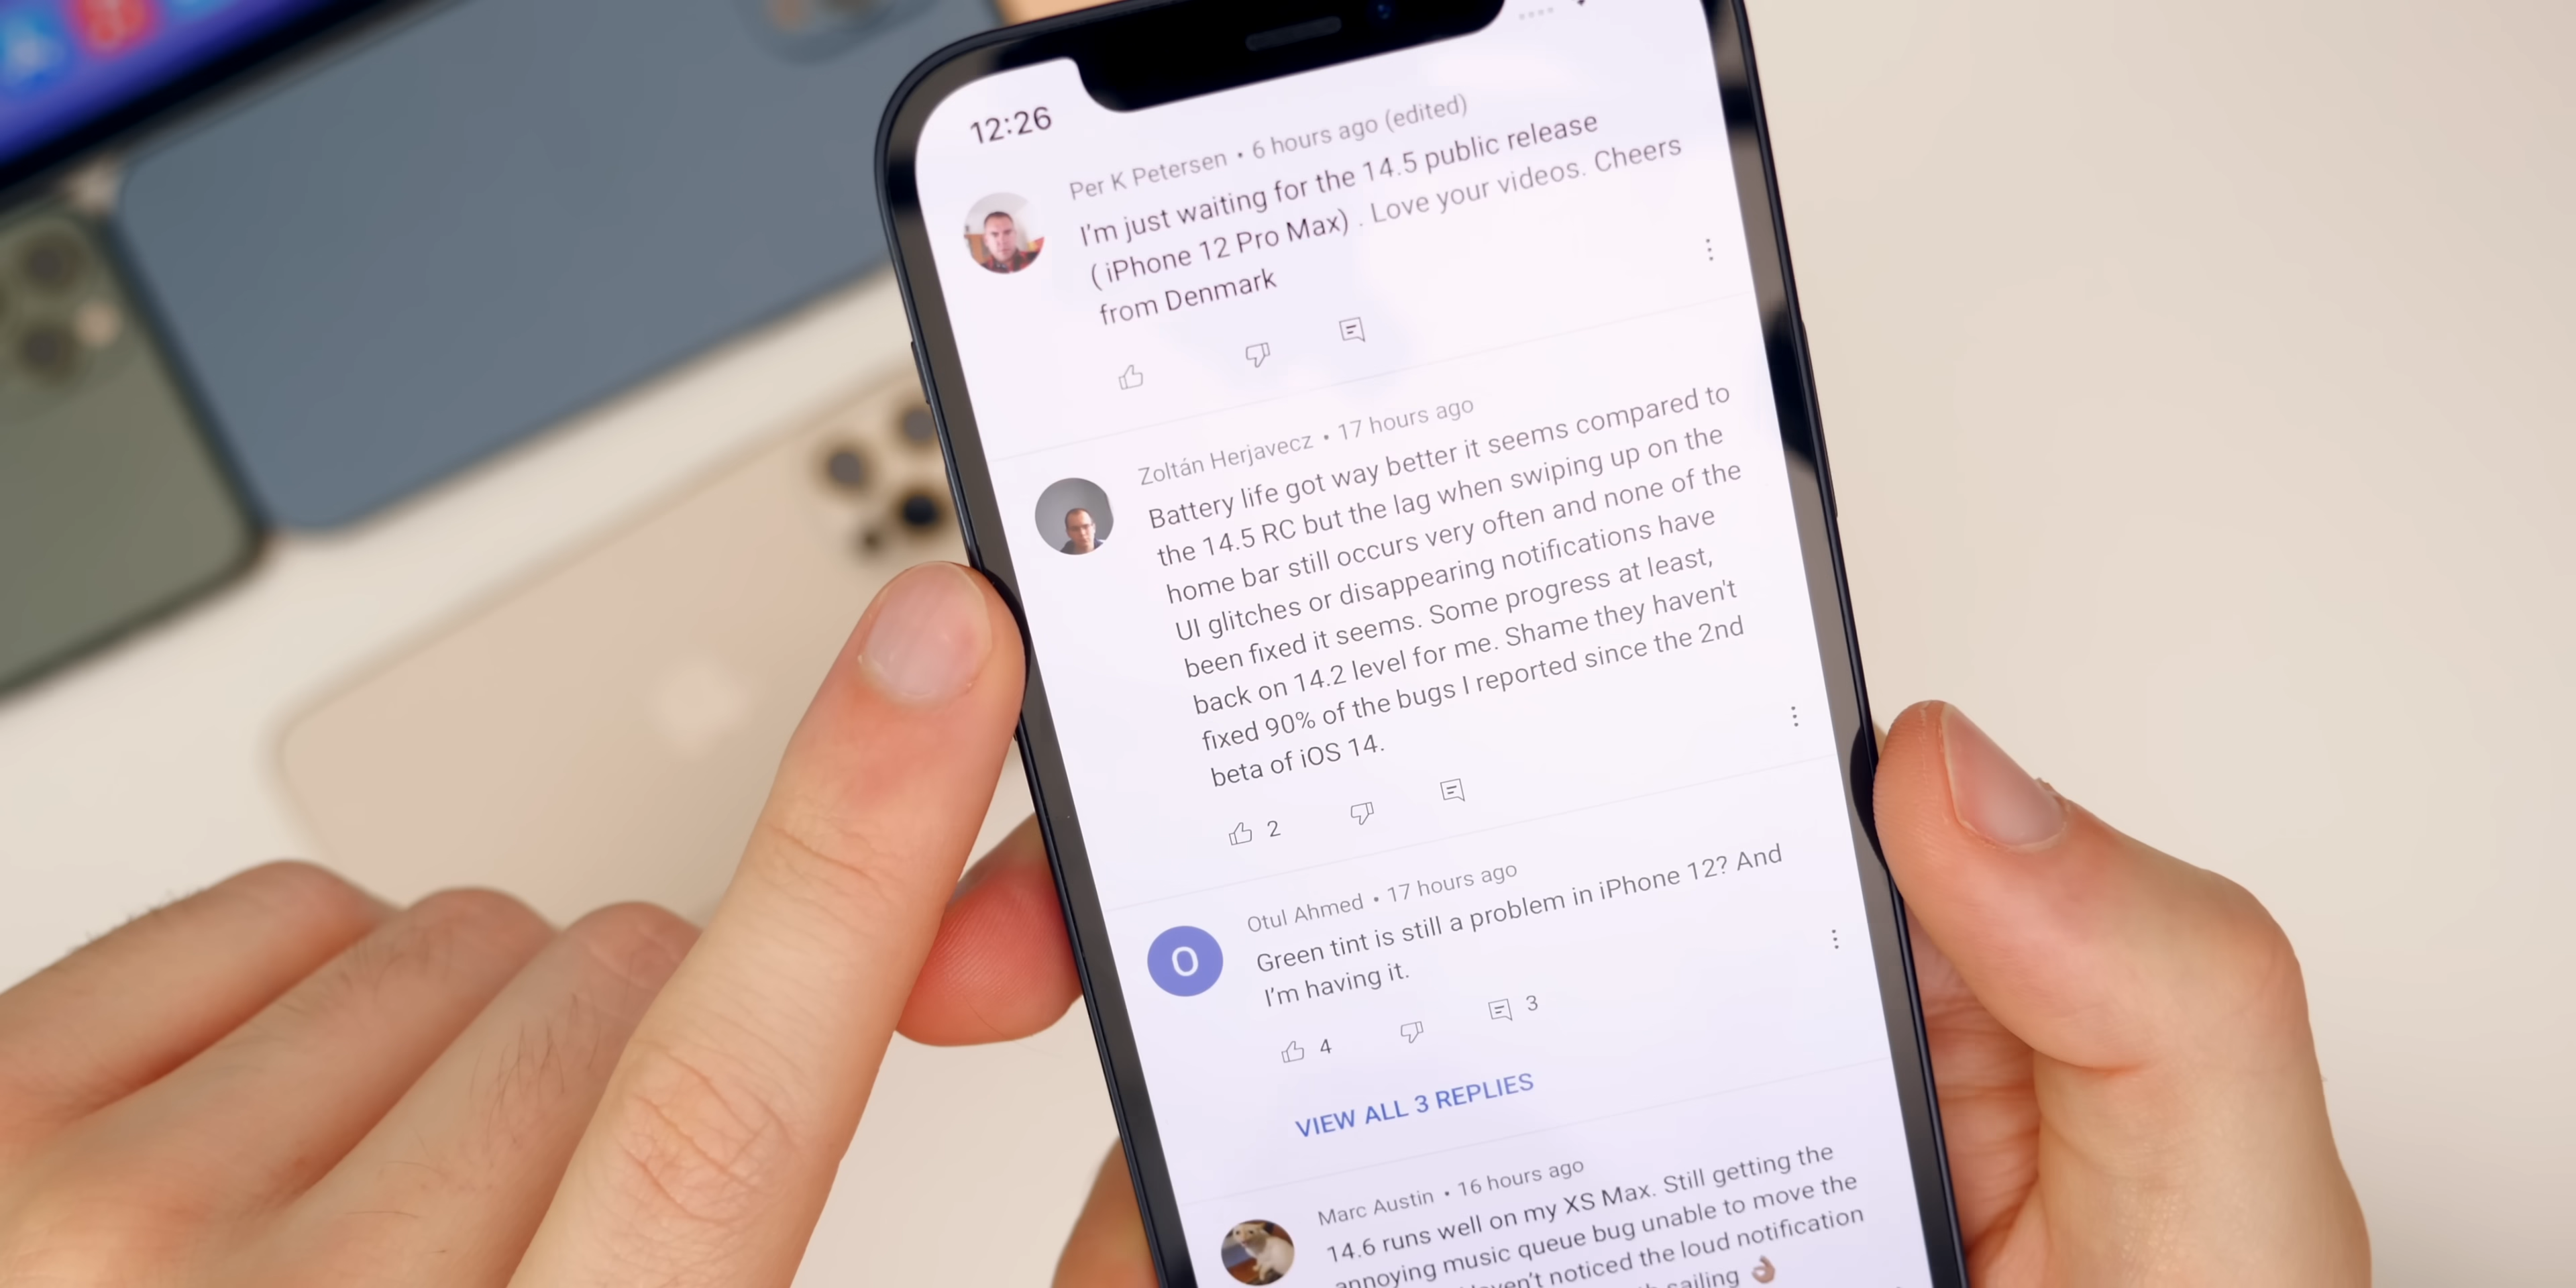 12:26
Per K Petersen • 6 hours ago (edited)
I'm just waiting for the 14.5 public release
( iPhone 12 Pro Max) . Love your videos. Cheers
from Denmark
Zoltán Herjavecz • 17 hours ago
Battery life got way better it seems compared to
the 14.5 RC but the lag when swiping up on the
home bar still occurs very often and none of the
UI glitches or disappearing notifications have
been fixed it seems. Some progress at least,
back on 14.2 level for me. Shame they haven't
fixed 90% of the bugs I reported since the 2nd
beta of iOS 14.
2
O
Otul Ahmed • 17 hours ago
Green tint is still a problem in iPhone 12? And
I'm having it.
4
3
VIEW ALL 3 REPLIES
Marc Austin • 16 hours ago
14.6 runs well on my XS Max. Still getting the
annoying music queue bug unable to move the
noticed the loud notification
sailing 👌🏽